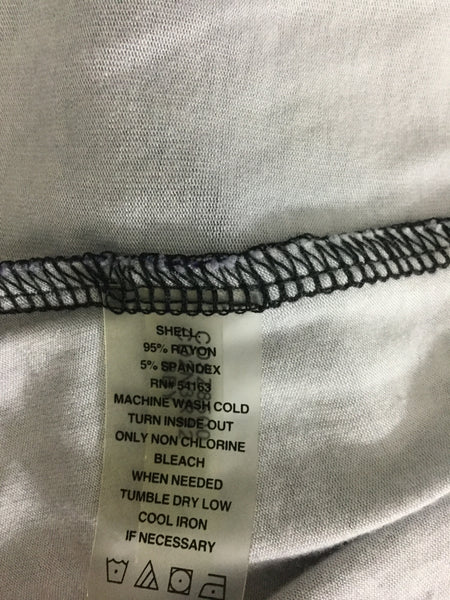 SHELL:
95% RAYON
5% SPANDEX
RN# 54163
MACHINE WASH COLD
TURN INSIDE OUT
ONLY NON CHLORINE
BLEACH
WHEN NEEDED
TUMBLE DRY LOW
COOL IRON
IF NECESSARY